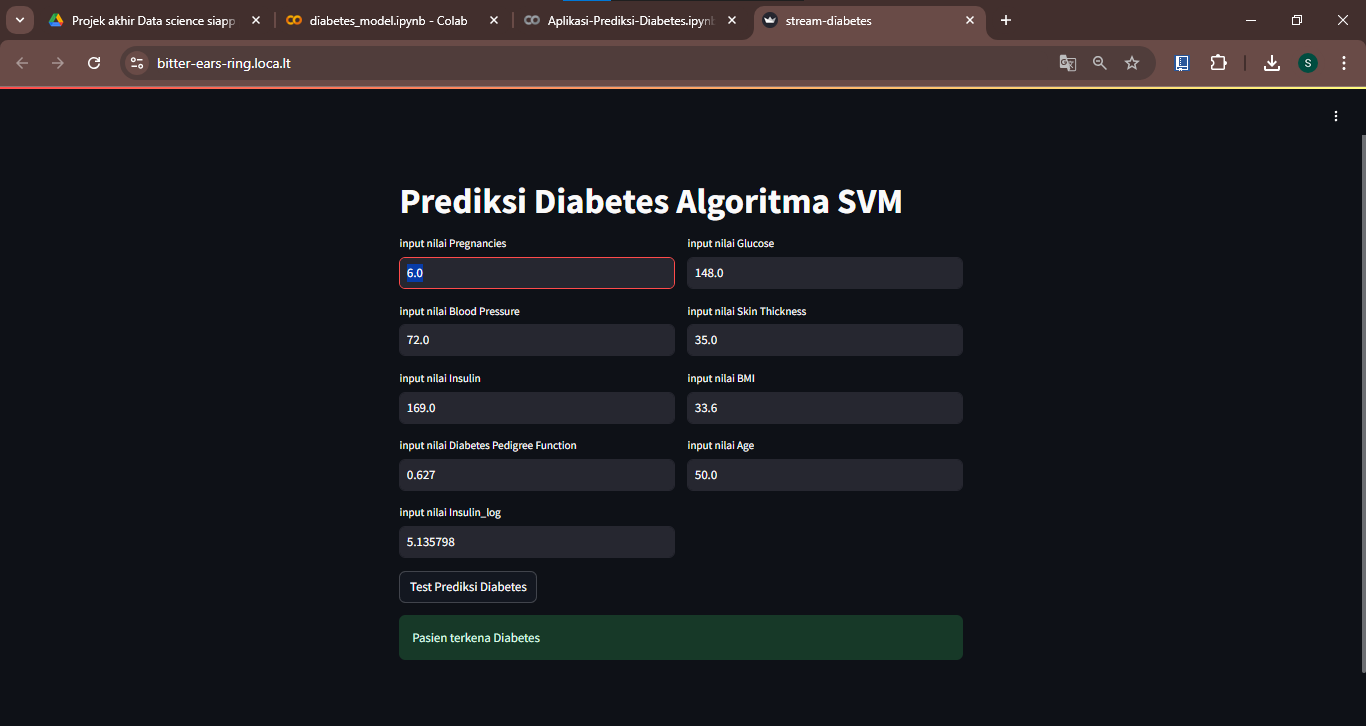 Projek akhir Data science siapp
diabetes_model.ipynb - Colab
Aplikasi-Prediksi-Diabetes.ipynb
stream-diabetes
bitter-ears-ring.loca.lt
S
Prediksi Diabetes Algoritma SVM
input nilai Pregnancies
input nilai Glucose
6.0
148.0
input nilai Blood Pressure
input nilai Skin Thickness
72.0
35.0
input nilai Insulin
input nilai BMI
169.0
33.6
input nilai Diabetes Pedigree Function
input nilai Age
0.627
50.0
input nilai Insulin_log
5.135798
Test Prediksi Diabetes
Pasien terkena Diabetes